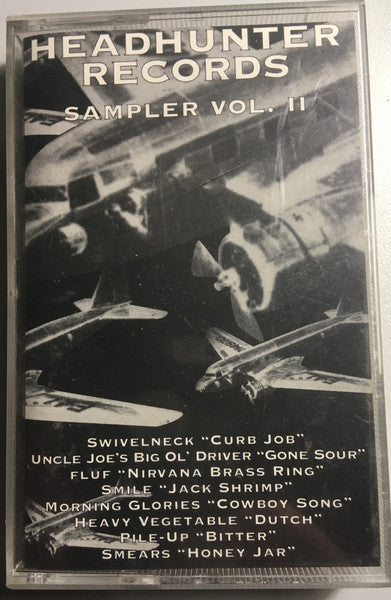 HEADHUNTER
RECORDS
SAMPLER VOL. II
SWIVELNECK "CURB JOB"
UNCLE JOE'S BIG OL' DRIVER "GONE SOUR"
FLUF "NIRVANA BRASS RING"
SMILE "JACK SHRIMP"
MORNING GLORIES "COWBOY SONG"
HEAVY VEGETABLE "DUTCH"
PILE-UP "BITTER"
SMEARS "HONEY JAR"